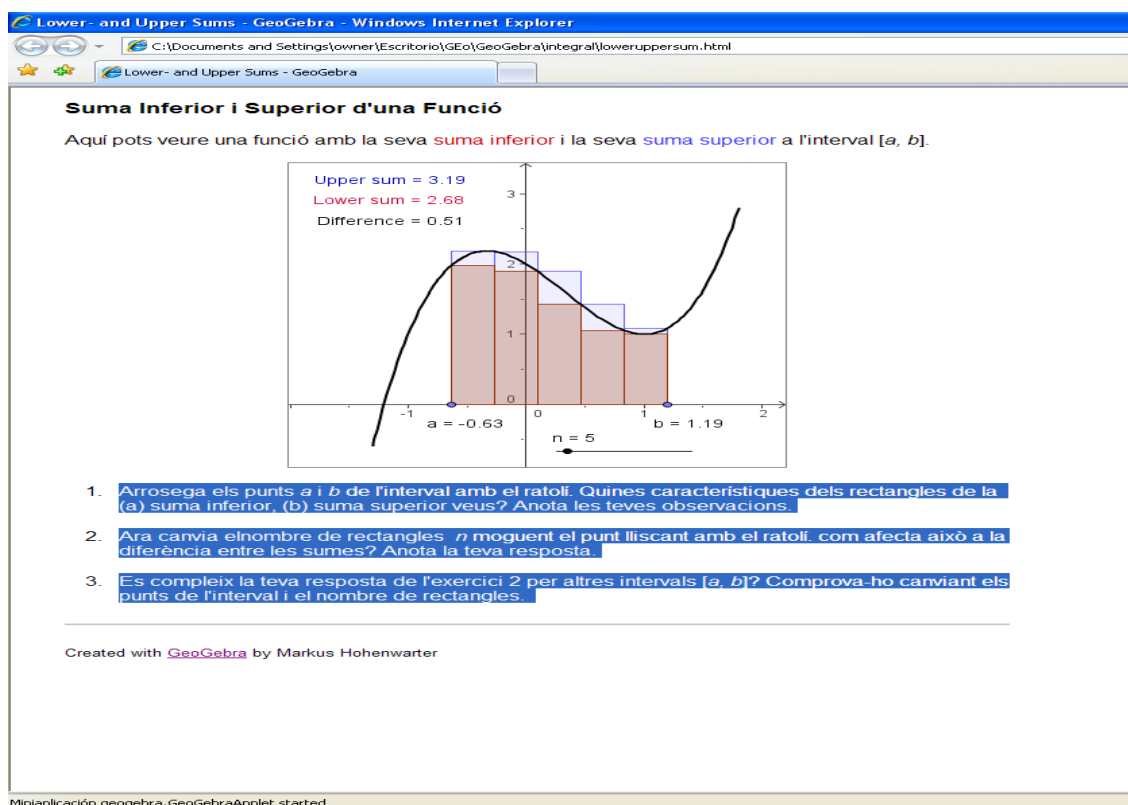 Lower- and Upper Sums - GeoGebra - Windows Internet Explorer
C:\Documents and Settings\owner\Escritorio\GEo\GeoGebra\integral\loweruppersum.html
Lower- and Upper Sums - GeoGebra
Suma Inferior i Superior d'una Funció
Aquí pots veure una funció amb la seva suma inferior i la seva suma superior a l'interval [a, b].
Upper sum = 3.19
Lower sum = 2.68
Difference = 0.51
3
2
1
0
-1 0 1 2
a = -0.63 b = 1.19
n = 5
1. Arrosega els punts a i b de l'interval amb el ratolí. Quines característiques dels rectangles de la
(a) suma inferior, (b) suma superior veus? Anota les teves observacions.
2. Ara canvia elnombre de rectangles n moguent el punt lliscant amb el ratolí. com afecta això a la
diferència entre les sumes? Anota la teva resposta.
3. Es compleix la teva resposta de l'exercici 2 per altres intervals [a, b]? Comprova-ho canviant els
punts de l'interval i el nombre de rectangles.
Created with GeoGebra by Markus Hohenwarter
Miniaplicación geogebra.GeoGebraApplet started